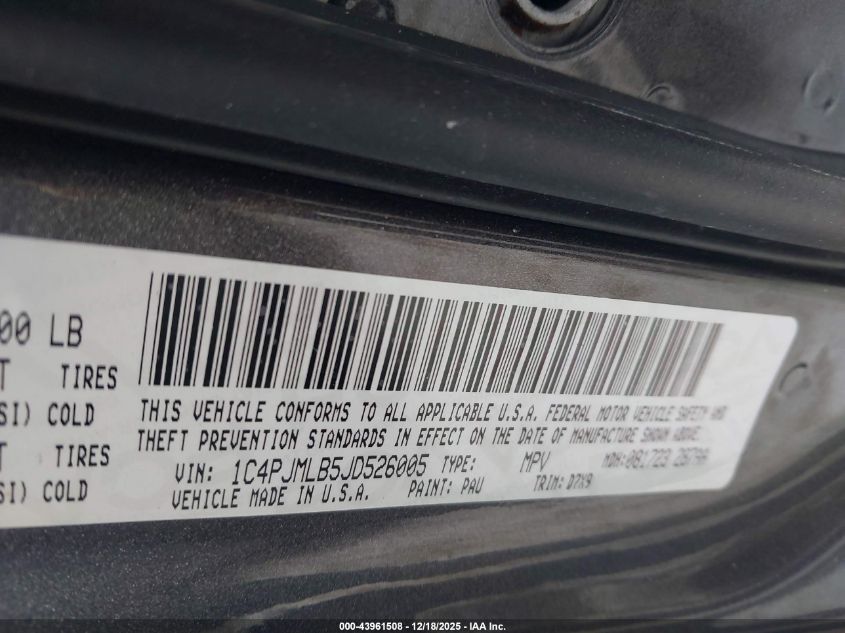 00 LB
T TIRES
SI) COLD
T TIRES
SI) COLD
THIS VEHICLE CONFORMS TO ALL APPLICABLE U.S.A. FEDERAL MOTOR VEHICLE SAFETY AND
THEFT PREVENTION STANDARDS IN EFFECT ON THE DATE OF MANUFACTURE SHOWN ABOVE.
VIN: 1C4PJMLB5JD526005 TYPE: MPV MDH:
VEHICLE MADE IN U.S.A. PAINT: PAU TRIM: D7X9
000-43961508 - 12/18/2025 - IAA Inc.